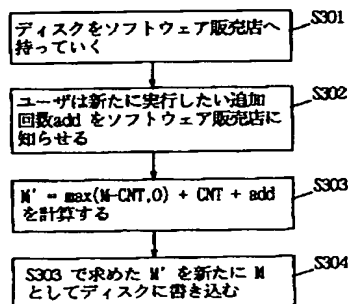 ディスクをソフトウェア販売店へ
持っていく
S301
ユーザは新たに実行したい追加
回数add をソフトウェア販売店に
知らせる
S302
M' = max(M-CNT,0) + CNT + add
を計算する
S303
S303 で求めた M' を新たに M
としてディスクに書き込む
S304